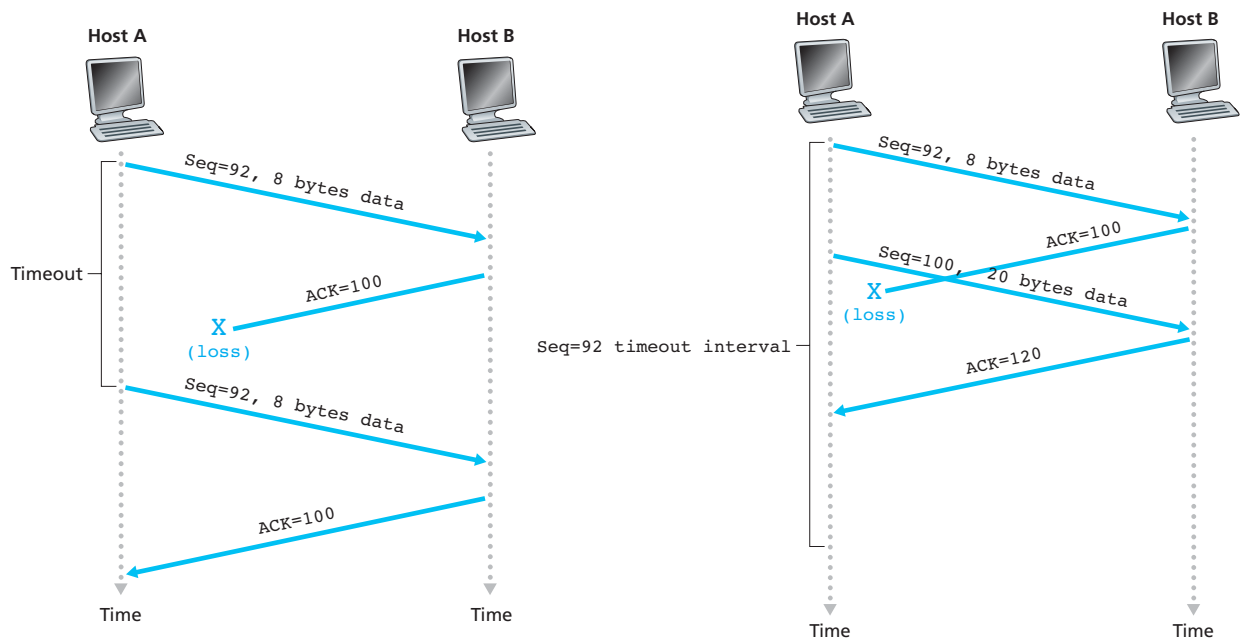 Host A
Host B
Seq=92, 8 bytes data
Timeout
ACK=100
X
(loss)
Seq=92, 8 bytes data
ACK=100
Time
Time
Host A
Host B
Seq=92, 8 bytes data
ACK=100
Seq=100, 20 bytes data
X
(loss)
Seq=92 timeout interval
ACK=120
Time
Time